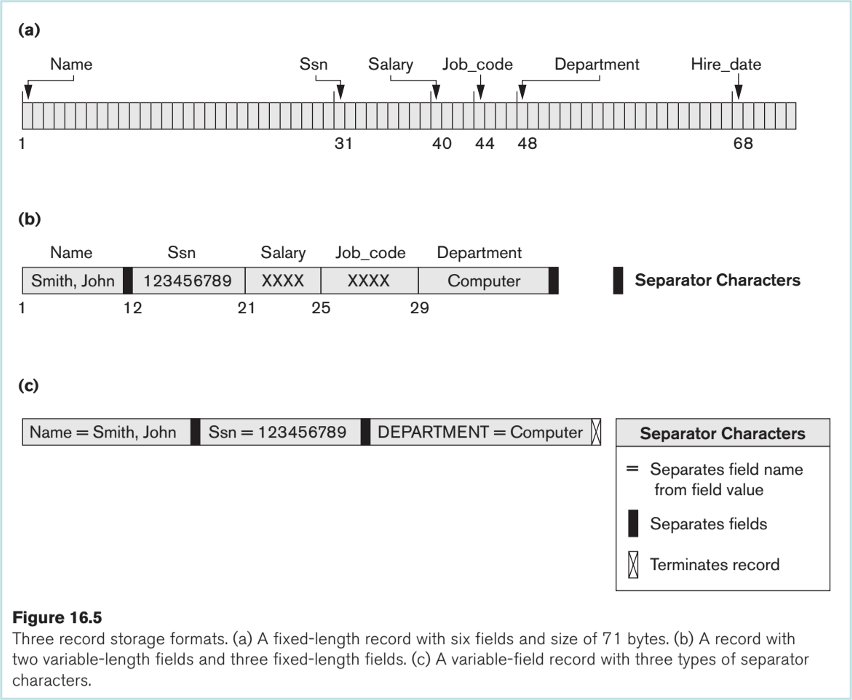 (a)
Name Ssn Salary Job_code Department Hire_date
1 31 40 44 48 68
(b)
Name Ssn Salary Job_code Department
Smith, John 123456789 XXXX XXXX Computer Separator Characters
1 12 21 25 29
(c)
Name = Smith, John Ssn = 123456789 DEPARTMENT = Computer
Separator Characters
= Separates field name
from field value
Separates fields
Terminates record
Figure 16.5
Three record storage formats. (a) A fixed-length record with six fields and size of 71 bytes. (b) A record with
two variable-length fields and three fixed-length fields. (c) A variable-field record with three types of separator
characters.